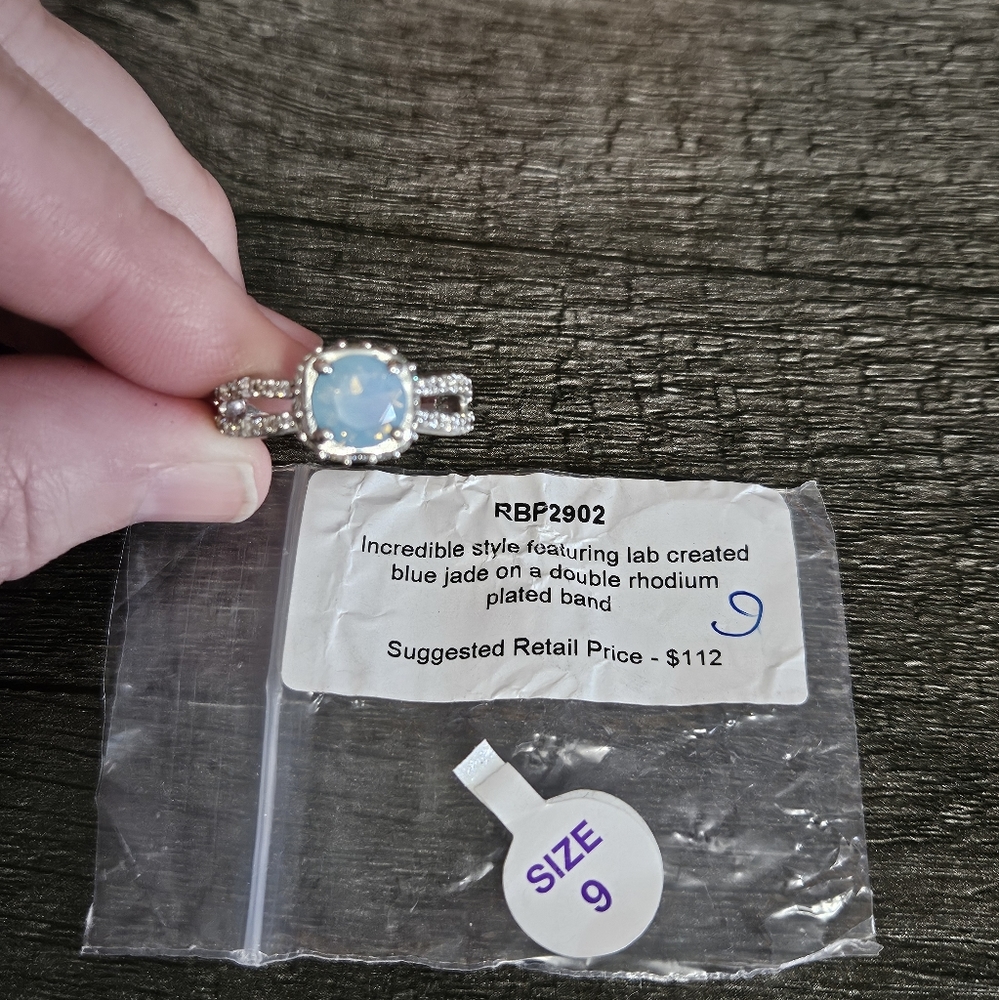 RBP2902
Incredible style featuring lab created
blue jade on a double rhodium
plated band
9
Suggested Retail Price - $112
SIZE
9